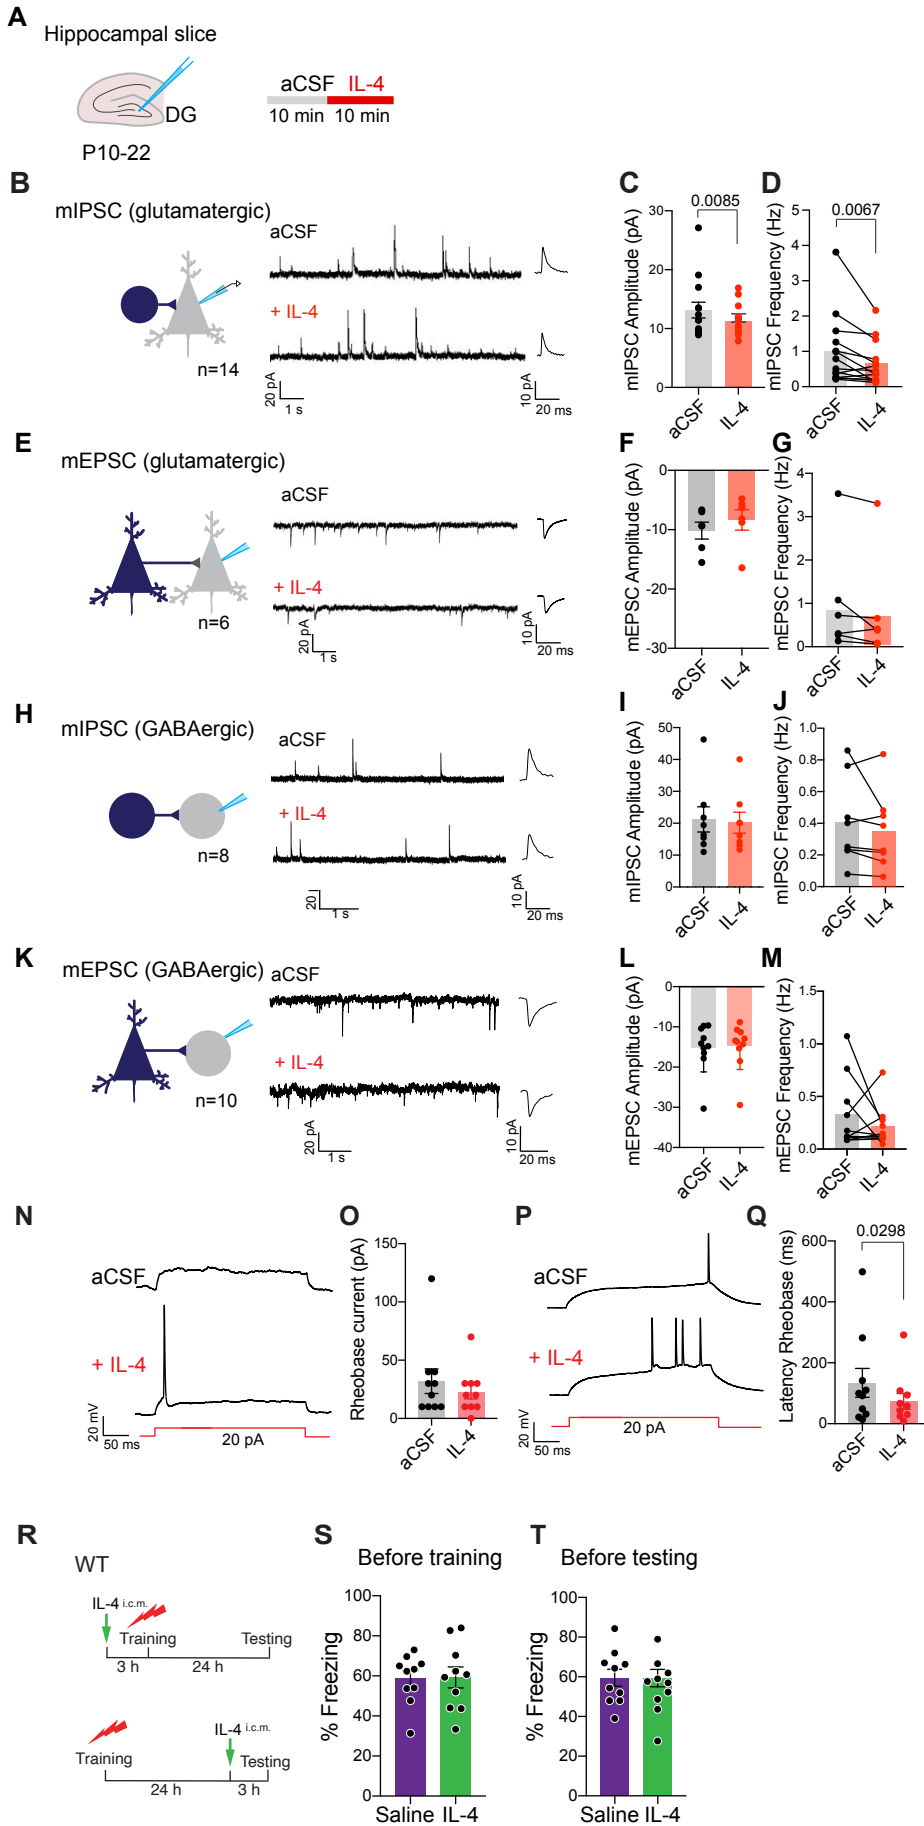 A
Hippocampal slice
aCSF IL-4
10 min 10 min
DG
P10-22
B
mIPSC (glutamatergic)
aCSF
+ IL-4
n=14
20 pA
1 s
10 pA
20 ms
C
mIPSC Amplitude (pA)
30
20
10
0
0.0085
aCSF
IL-4
D
mIPSC Frequency (Hz)
5
4
3
2
1
0
0.0067
aCSF
IL-4
E
mEPSC (glutamatergic)
aCSF
+ IL-4
n=6
20 pA
1 s
10 pA
20 ms
F
mEPSC Amplitude (pA)
0
-10
-20
-30
aCSF
IL-4
G
mEPSC Frequency (Hz)
4
3
2
1
0
aCSF
IL-4
H
mIPSC (GABAergic)
aCSF
+ IL-4
n=8
20
1 s
10 pA
20 ms
I
mIPSC Amplitude (pA)
50
40
30
20
10
0
aCSF
IL-4
J
mIPSC Frequency (Hz)
1.0
0.8
0.6
0.4
0.2
0.0
aCSF
IL-4
K
mEPSC (GABAergic)
aCSF
+ IL-4
n=10
20 pA
1 s
10 pA
20 ms
L
mEPSC Amplitude (pA)
0
-10
-20
-30
-40
aCSF
IL-4
M
mEPSC Frequency (Hz)
1.5
1.0
0.5
0.0
aCSF
IL-4
N
aCSF
+ IL-4
20 mV
50 ms
20 pA
O
Rheobase current (pA)
150
100
50
0
aCSF
IL-4
P
aCSF
+ IL-4
20 mV
50 ms
20 pA
Q
Latency Rheobase (ms)
600
400
200
0
0.0298
aCSF
IL-4
R
WT
IL-4 i.c.m.
Training
Testing
3 h
24 h
IL-4 i.c.m.
Training
Testing
24 h
3 h
S
Before training
% Freezing
100
80
60
40
20
0
Saline IL-4
T
Before testing
% Freezing
100
80
60
40
20
0
Saline IL-4